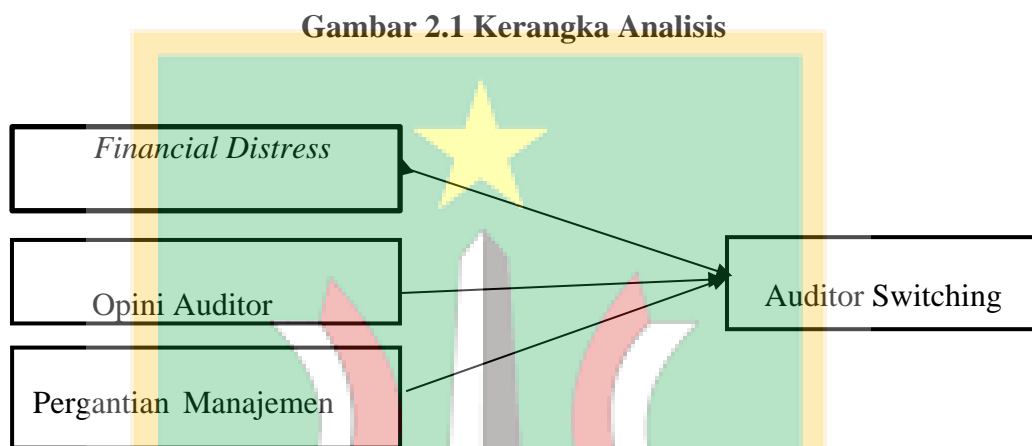 Gambar 2.1 Kerangka Analisis
Financial Distress
Opini Auditor
Auditor Switching
Pergantian Manajemen